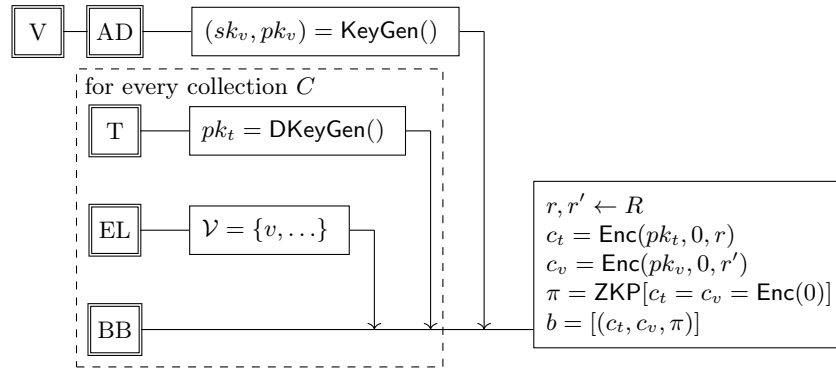 V AD (sk_v, pk_v) = KeyGen()
for every collection C
T pk_t = DKeyGen()
EL 𝒱 = {v, …}
BB
r, r′ ← R
c_t = Enc(pk_t, 0, r)
c_v = Enc(pk_v, 0, r′)
π = ZKP[c_t = c_v = Enc(0)]
b = [(c_t, c_v, π)]